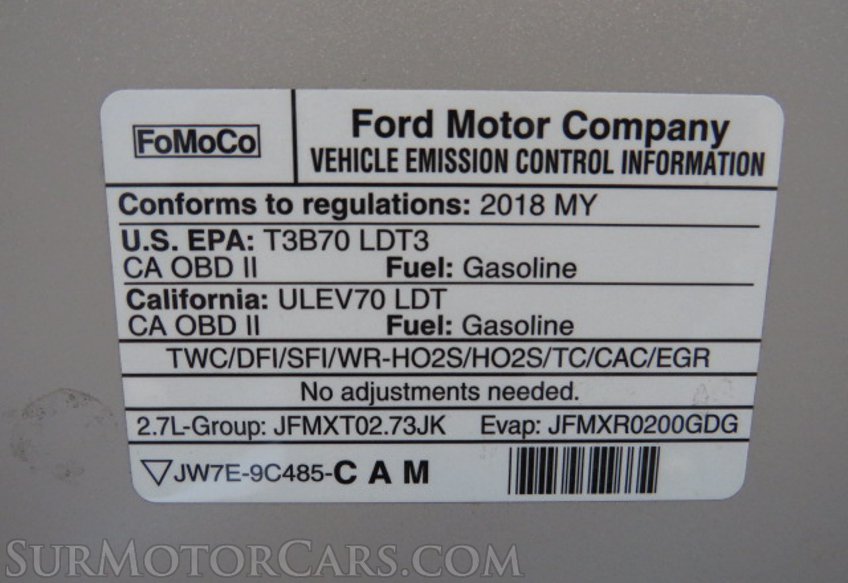 FoMoCo
Ford Motor Company
VEHICLE EMISSION CONTROL INFORMATION
Conforms to regulations: 2018 MY
U.S. EPA: T3B70 LDT3
CA OBD II Fuel: Gasoline
California: ULEV70 LDT
CA OBD II Fuel: Gasoline
TWC/DFI/SFI/WR-HO2S/HO2S/TC/CAC/EGR
No adjustments needed.
2.7L-Group: JFMXT02.73JK Evap: JFMXR0200GDG
JW7E-9C485-C A M
SURMOTORCARS.COM